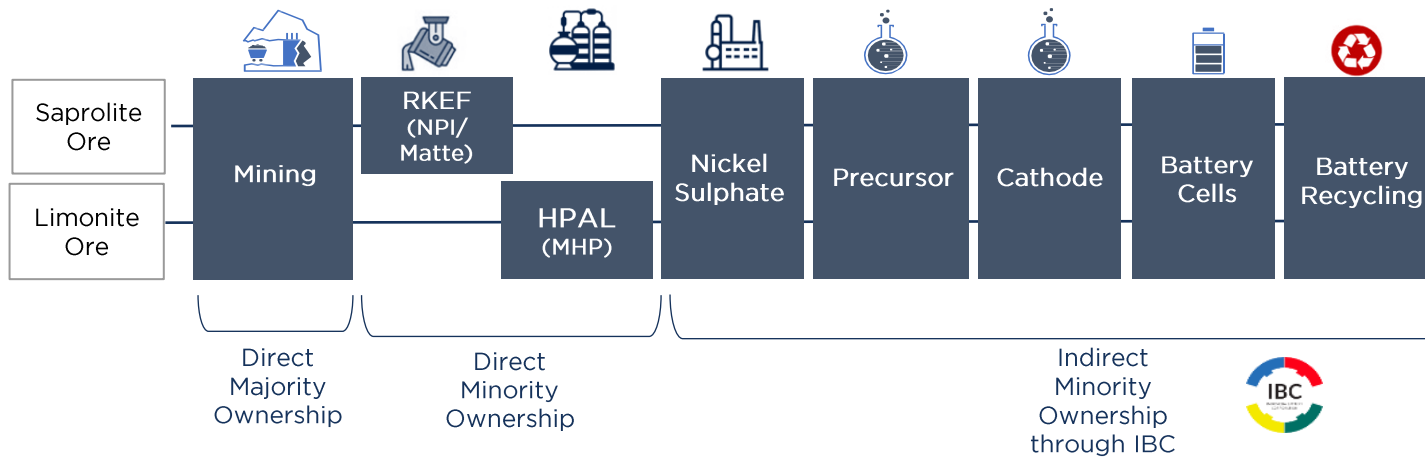 Saprolite
Ore
Limonite
Ore
Mining
RKEF
(NPI/
Matte)
HPAL
(MHP)
Nickel
Sulphate
Precursor
Cathode
Battery
Cells
Battery
Recycling
Direct
Majority
Ownership
Direct
Minority
Ownership
Indirect
Minority
Ownership
through IBC
IBC